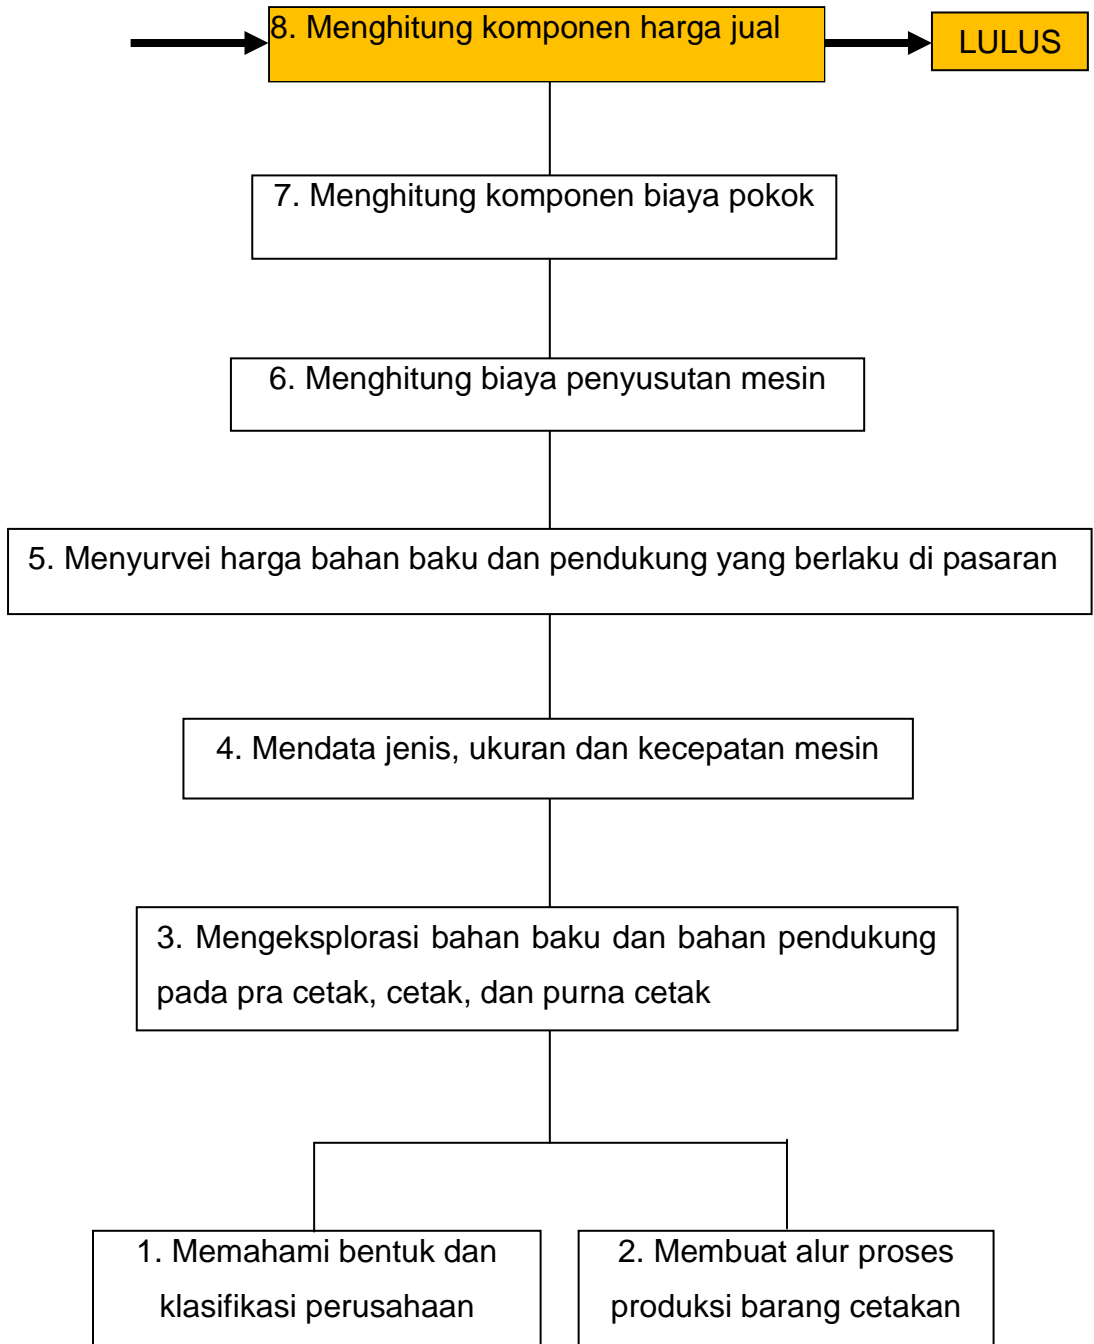 8. Menghitung komponen harga jual
LULUS
7. Menghitung komponen biaya pokok
6. Menghitung biaya penyusutan mesin
5. Menyurvei harga bahan baku dan pendukung yang berlaku di pasaran
4. Mendata jenis, ukuran dan kecepatan mesin
3. Mengeksplorasi bahan baku dan bahan pendukung
pada pra cetak, cetak, dan purna cetak
1. Memahami bentuk dan
klasifikasi perusahaan
2. Membuat alur proses
produksi barang cetakan